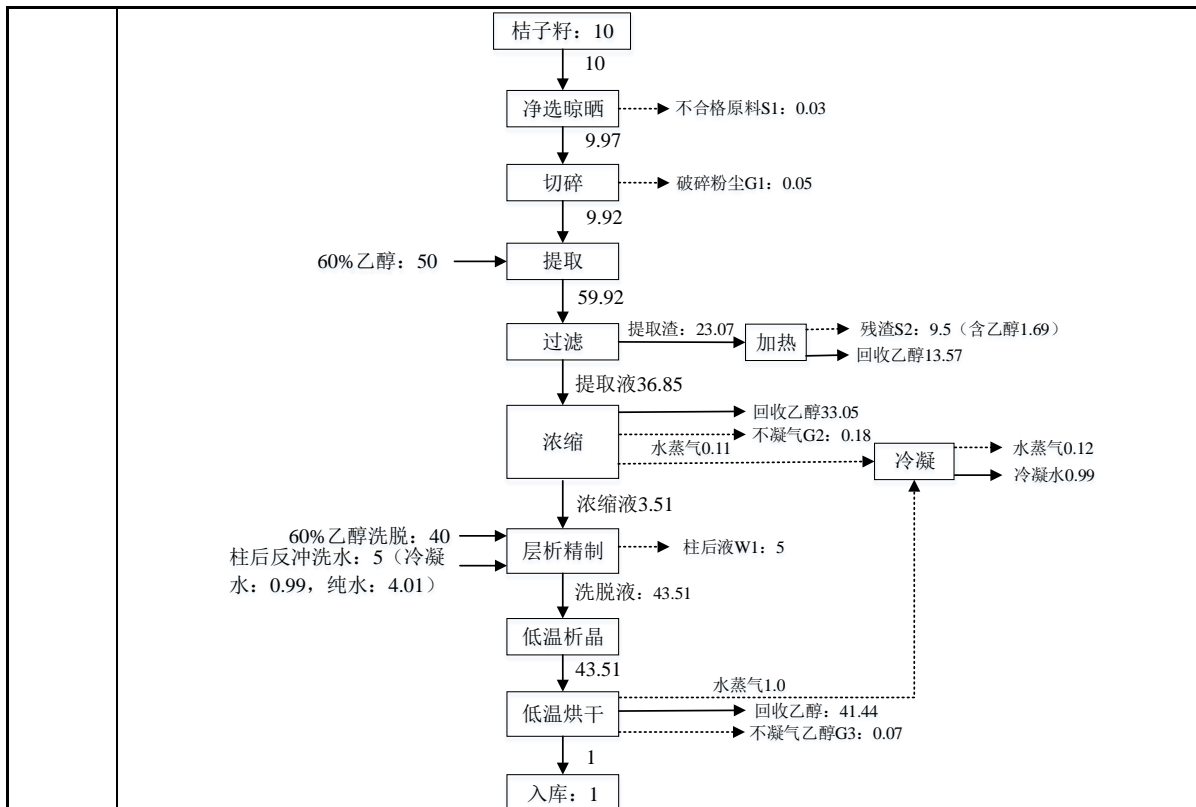 桔子籽：10
10
净选晾晒
不合格原料S1：0.03
9.97
切碎
破碎粉尘G1：0.05
9.92
60%乙醇：50
提取
59.92
过滤
提取渣：23.07
加热
残渣S2：9.5（含乙醇1.69）
回收乙醇13.57
提取液36.85
浓缩
回收乙醇33.05
不凝气G2：0.18
水蒸气0.11
冷凝
水蒸气0.12
冷凝水0.99
浓缩液3.51
60%乙醇洗脱：40
柱后反冲洗水：5（冷凝
水：0.99，纯水：4.01）
层析精制
柱后液W1：5
洗脱液：43.51
低温析晶
43.51
水蒸气1.0
低温烘干
回收乙醇：41.44
不凝气乙醇G3：0.07
1
入库：1